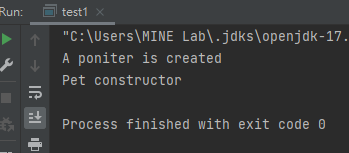 Run: test1 ×
"C:\Users\MINE Lab\.jdks\openjdk-17.
A poniter is created
Pet constructor
Process finished with exit code 0